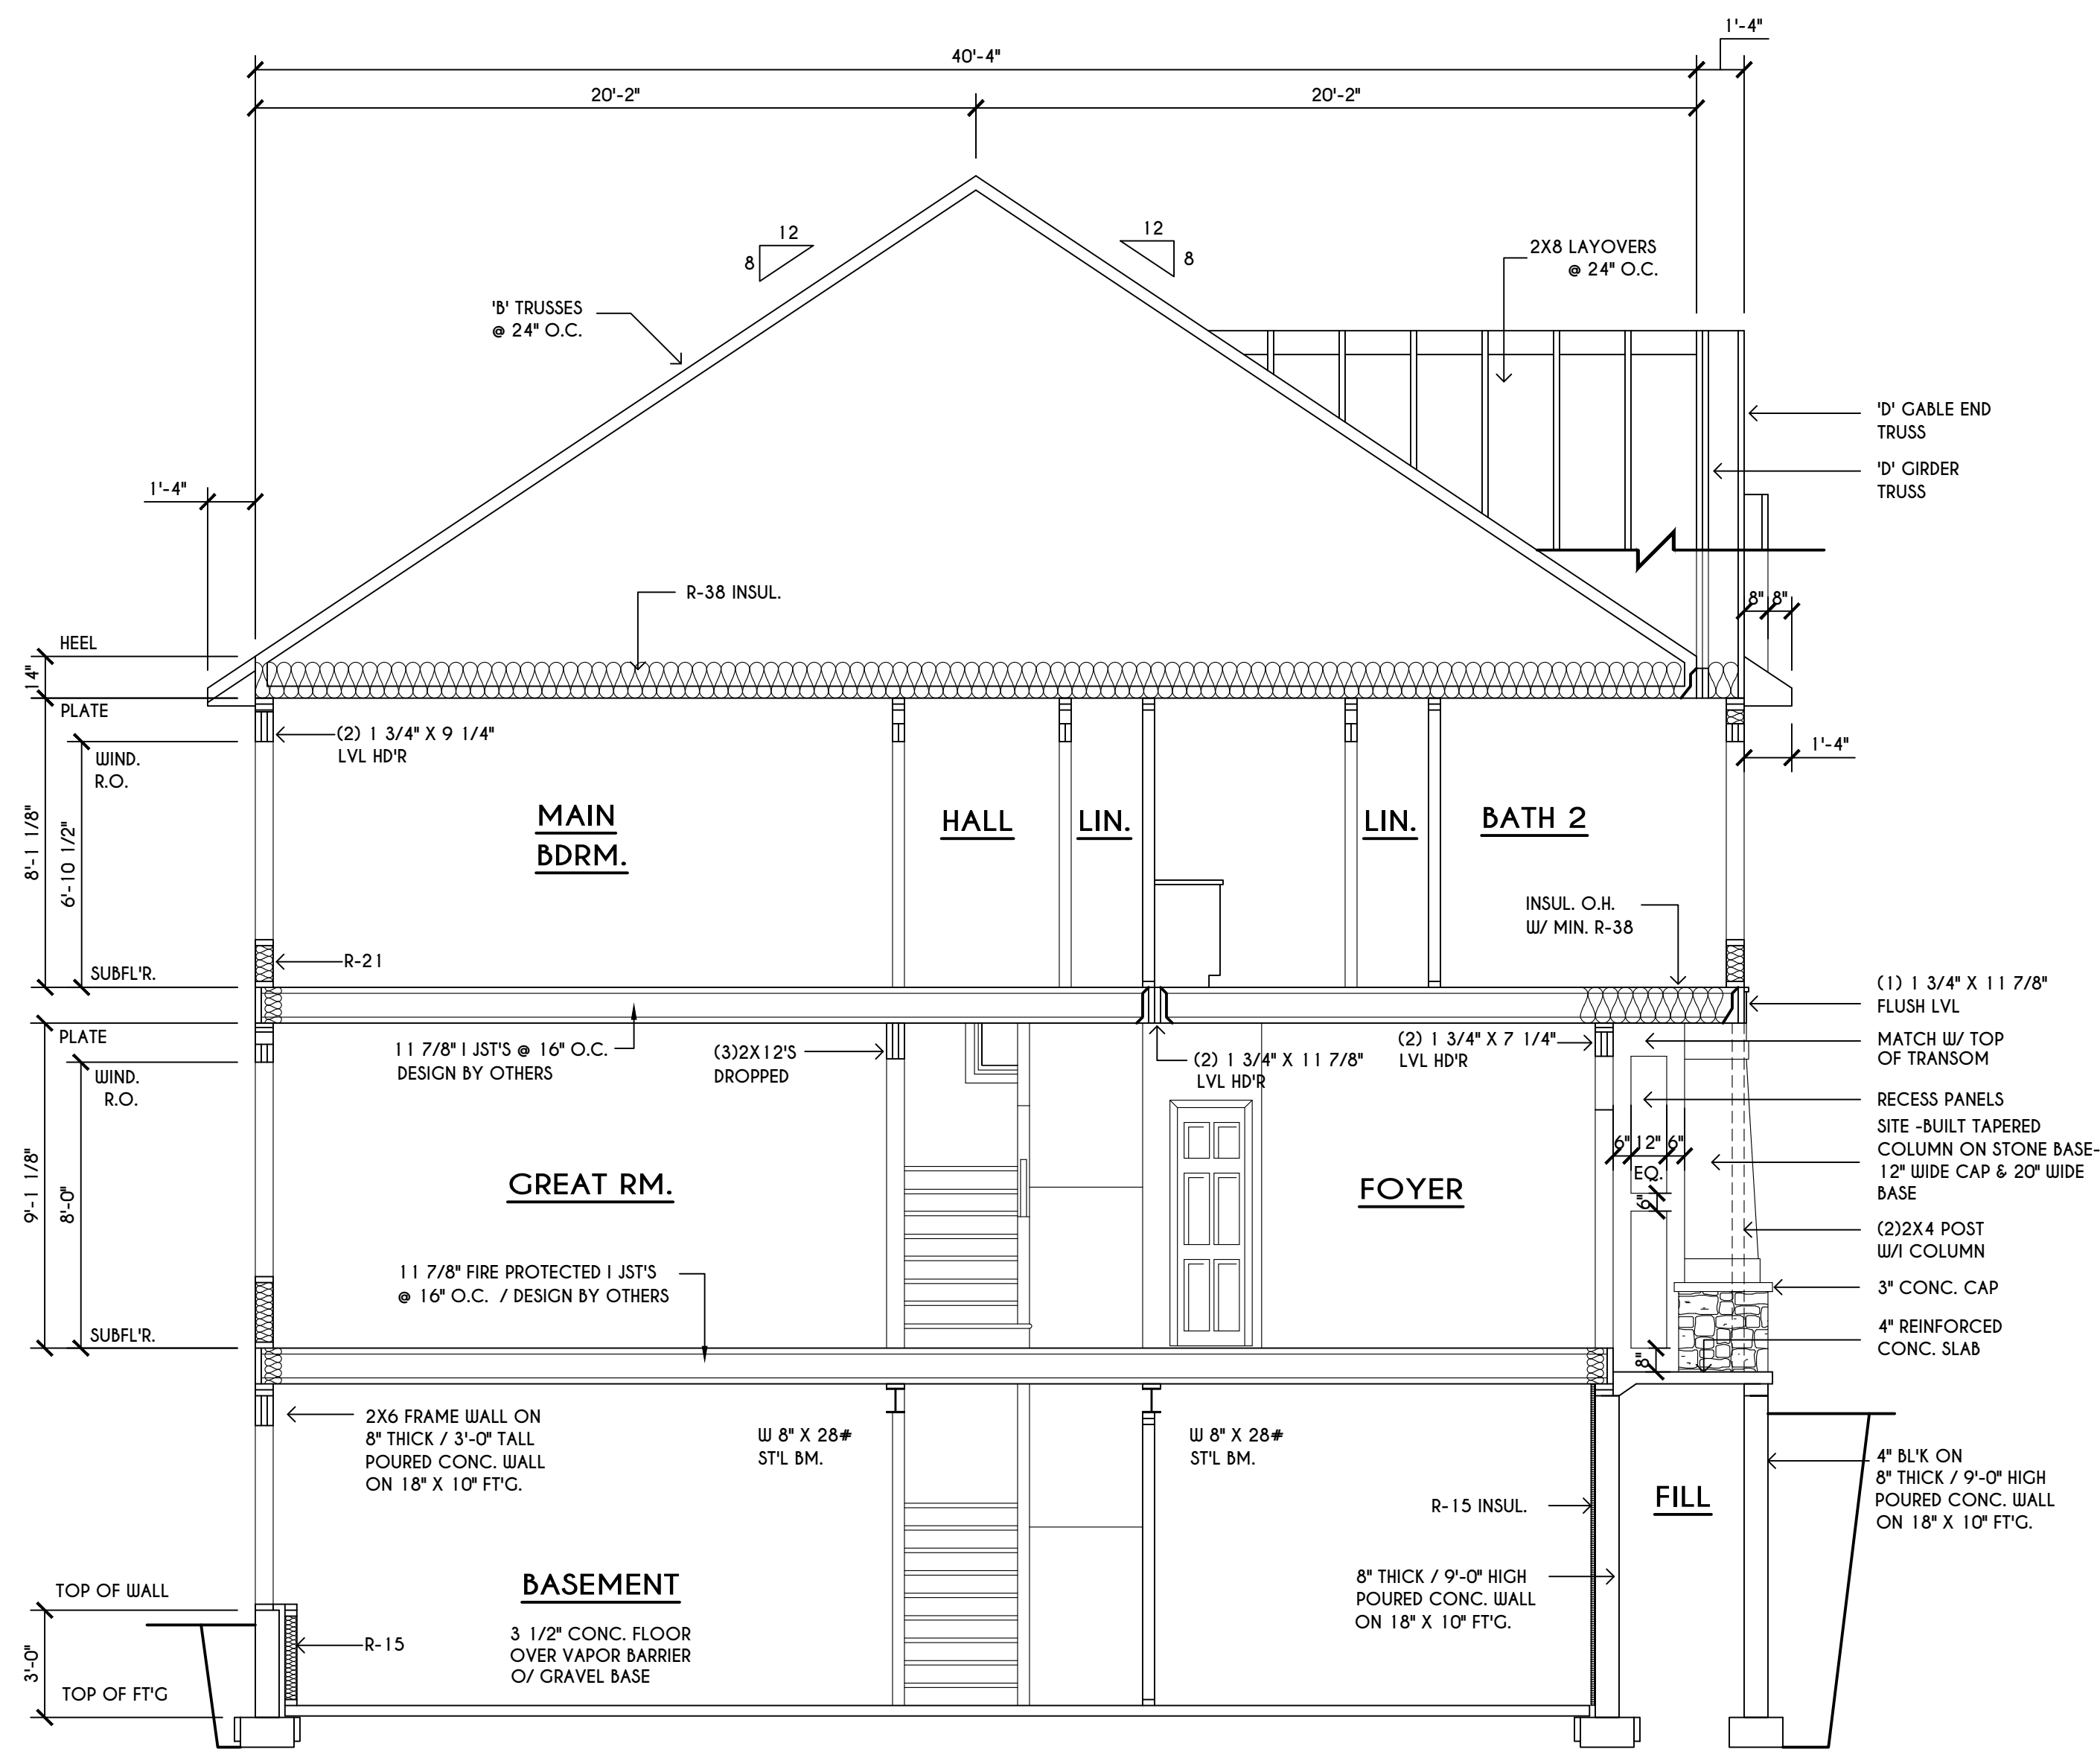 1'-4"
40'-4"
20'-2"
20'-2"
12
8
12
8
2X8 LAYOVERS
@ 24" O.C.
'B' TRUSSES
@ 24" O.C.
'D' GABLE END
TRUSS
'D' GIRDER
TRUSS
1'-4"
R-38 INSUL.
8"
8"
HEEL
14"
PLATE
(2) 1 3/4" X 9 1/4"
LVL HD'R
WIND.
R.O.
1'-4"
8'-1 1/8"
6'-10 1/2"
MAIN
BDRM.
HALL
LIN.
LIN.
BATH 2
INSUL. O.H.
W/ MIN. R-38
R-21
SUBFL'R.
(1) 1 3/4" X 11 7/8"
FLUSH LVL
PLATE
11 7/8" I JST'S @ 16" O.C.
DESIGN BY OTHERS
(3)2X12'S
DROPPED
(2) 1 3/4" X 11 7/8"
LVL HD'R
(2) 1 3/4" X 7 1/4"
LVL HD'R
MATCH W/ TOP
OF TRANSOM
WIND.
R.O.
RECESS PANELS
SITE -BUILT TAPERED
COLUMN ON STONE BASE-
12" WIDE CAP & 20" WIDE
BASE
6"
12"
6"
EQ.
6"
9'-1 1/8"
8'-0"
GREAT RM.
FOYER
(2)2X4 POST
W/I COLUMN
11 7/8" FIRE PROTECTED I JST'S
@ 16" O.C. / DESIGN BY OTHERS
3" CONC. CAP
4" REINFORCED
CONC. SLAB
SUBFL'R.
8"
2X6 FRAME WALL ON
8" THICK / 3'-0" TALL
POURED CONC. WALL
ON 18" X 10" FT'G.
W 8" X 28#
ST'L BM.
W 8" X 28#
ST'L BM.
4" BL'K ON
8" THICK / 9'-0" HIGH
POURED CONC. WALL
ON 18" X 10" FT'G.
R-15 INSUL.
FILL
8" THICK / 9'-0" HIGH
POURED CONC. WALL
ON 18" X 10" FT'G.
BASEMENT
TOP OF WALL
3 1/2" CONC. FLOOR
OVER VAPOR BARRIER
O/ GRAVEL BASE
R-15
3'-0"
TOP OF FT'G